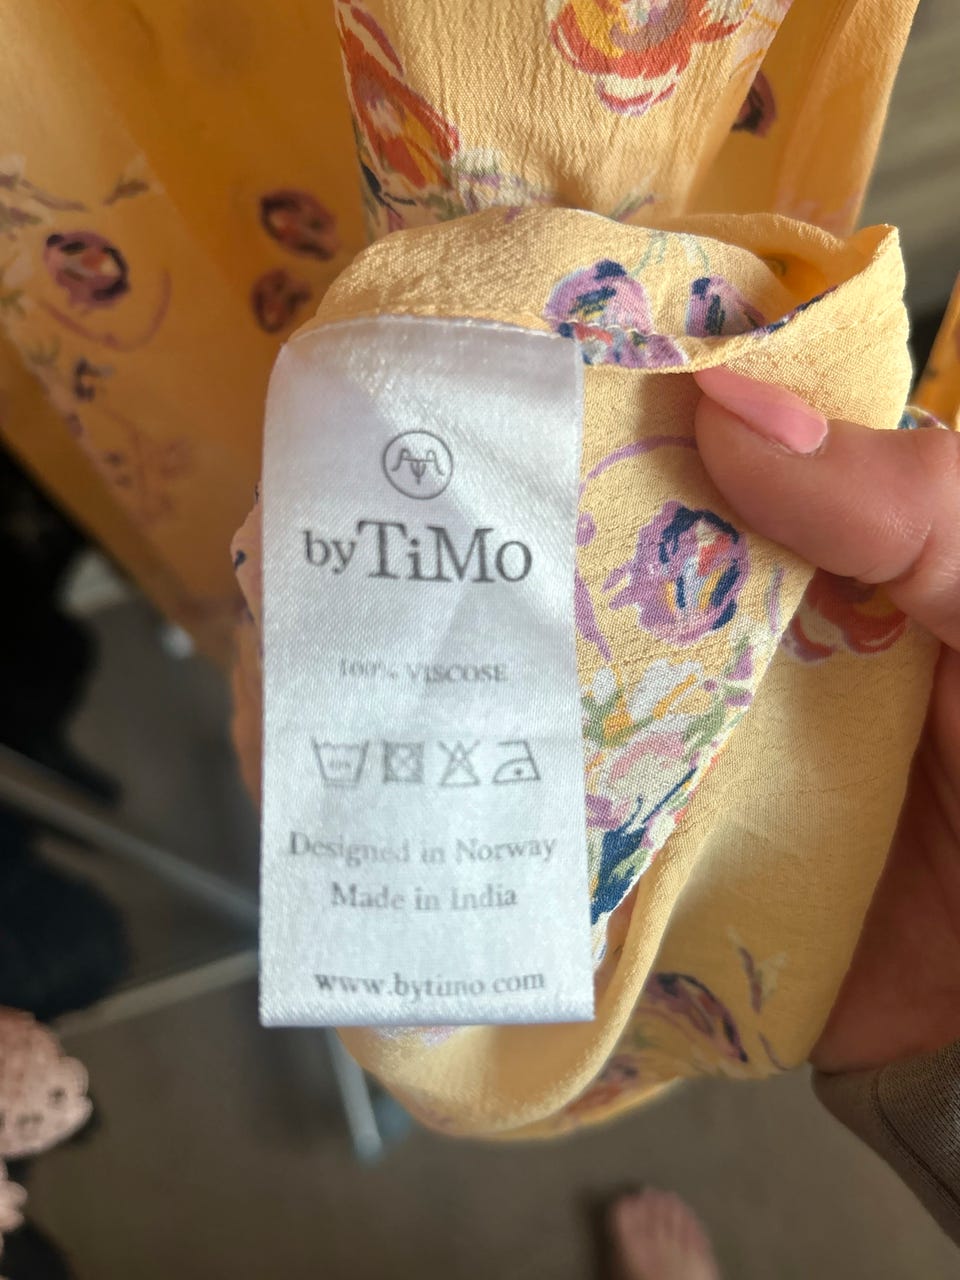 byTiMo
100% VISCOSE
Designed in Norway
Made in India
www.bytimo.com